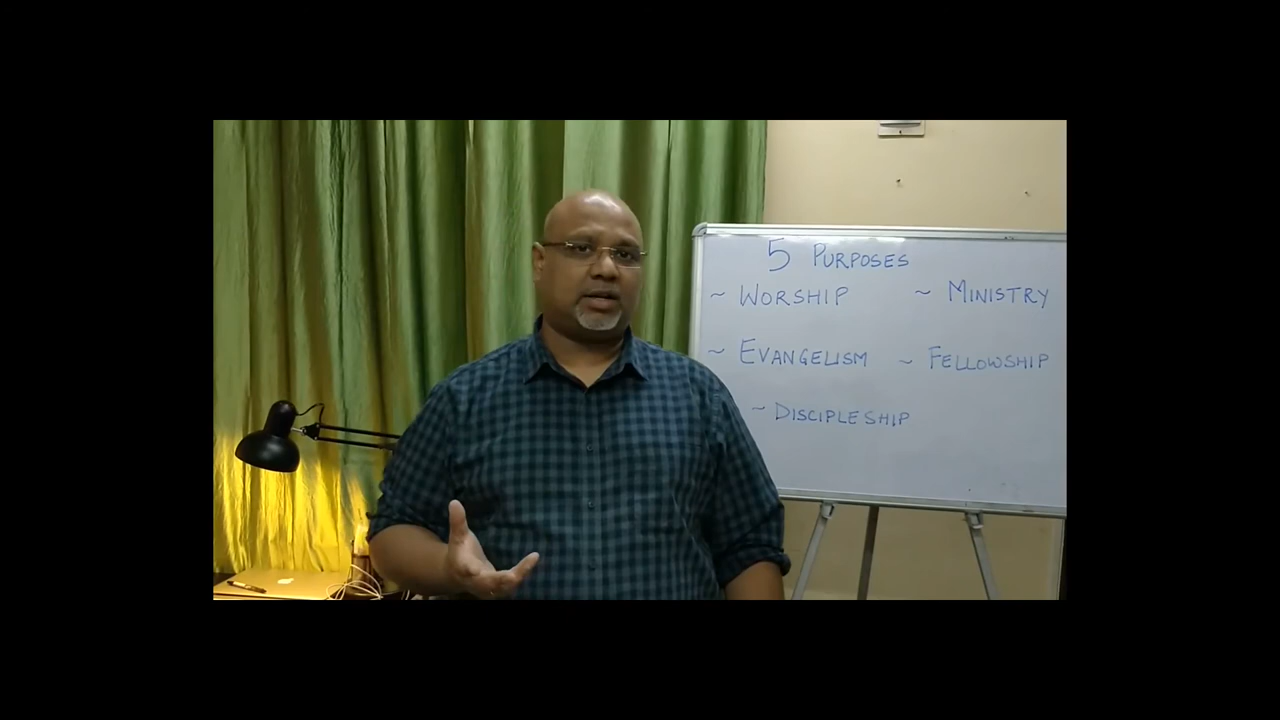 5 PURPOSES
~ WORSHIP ~ MINISTRY
~ EVANGELISM ~ FELLOWSHIP
~ DISCIPLESHIP